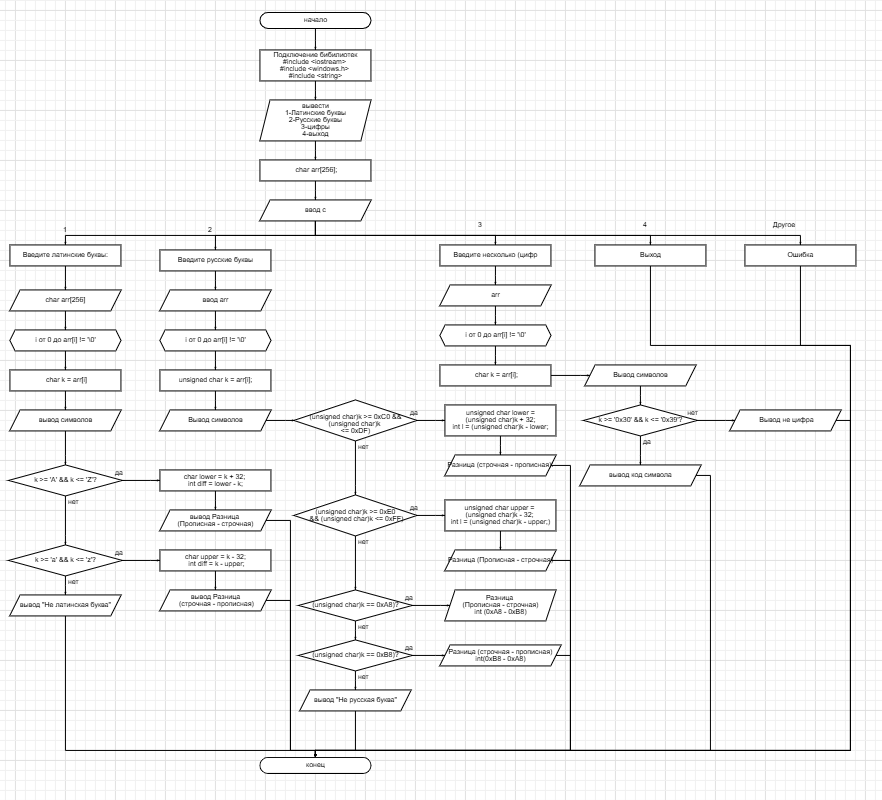 начало
Подключение бибилиотек
#include <iostream>
#include <windows.h>
#include <string>
вывести
1-Латинские буквы
2-Русские буквы
3-цифры
4-выход
char arr[256];
ввод с
1
2
3
4
Другое
Введите латинские буквы:
Введите русские буквы
Введите несколько (цифр
Выход
Ошибка
char arr[256]
ввод arr
arr
i от 0 до arr[i] != '\0'
i от 0 до arr[i] != '\0'
i от 0 до arr[i] != '\0'
char k = arr[i]
unsigned char k = arr[i];
char k = arr[i];
Вывод символов
вывод символов
Вывод символов
(unsigned char)k >= 0xC0 &&
(unsigned char)k
<= 0xDF)
да
нет
unsigned char lower =
(unsigned char)k + 32;
int l = (unsigned char)k - lower;
k >= '0x30' && k <= '0x39'?
нет
да
Вывод не цифра
Разница (строчная - прописная)
вывод код символа
k >= 'A' && k <= 'Z'?
да
нет
char lower = k + 32;
int diff = lower - k;
вывод Разница
(Прописная - строчная)
(unsigned char)k >= 0xE0
&& (unsigned char)k <= 0xFF)
да
нет
unsigned char upper =
(unsigned char)k - 32;
int l = (unsigned char)k - upper;)
Разница (Прописная - строчная)
k >= 'a' && k <= 'z'?
да
нет
char upper = k - 32;
int diff = k - upper;
вывод Разница
(строчная - прописная)
вывод "Не латинская буква"
(unsigned char)k == 0xA8)?
да
нет
Разница
(Прописная - строчная)
int (0xA8 - 0xB8)
(unsigned char)k == 0xB8)?
да
нет
Разница (строчная - прописная)
int(0xB8 - 0xA8)
вывод "Не русская буква"
конец